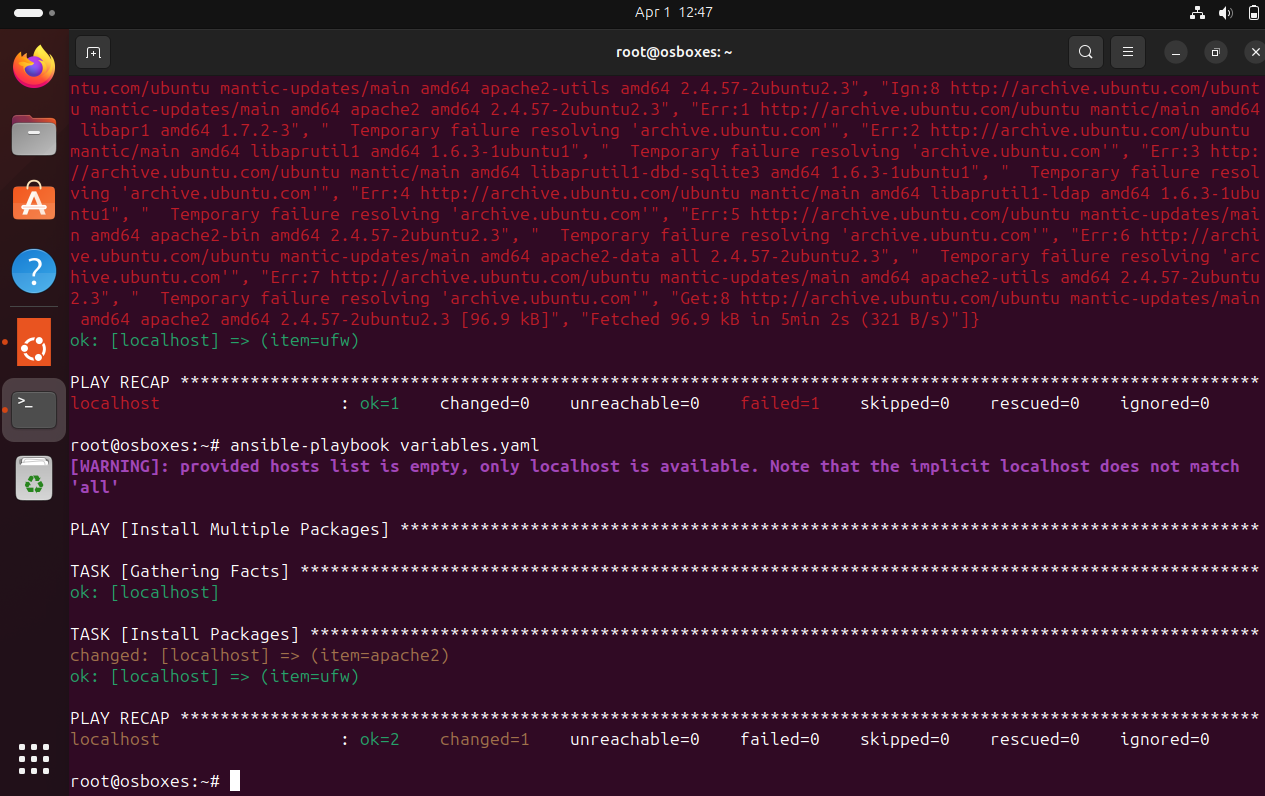 Apr 1 12:47
root@osboxes: ~
ntu.com/ubuntu mantic-updates/main amd64 apache2-utils amd64 2.4.57-2ubuntu2.3", "Ign:8 http://archive.ubuntu.com/ubunt
u mantic-updates/main amd64 apache2 amd64 2.4.57-2ubuntu2.3", "Err:1 http://archive.ubuntu.com/ubuntu mantic/main amd64
 libapr1 amd64 1.7.2-3", "  Temporary failure resolving 'archive.ubuntu.com'", "Err:2 http://archive.ubuntu.com/ubuntu
mantic/main amd64 libaprutil1 amd64 1.6.3-1ubuntu1", "  Temporary failure resolving 'archive.ubuntu.com'", "Err:3 http:
//archive.ubuntu.com/ubuntu mantic/main amd64 libaprutil1-dbd-sqlite3 amd64 1.6.3-1ubuntu1", "  Temporary failure resol
ving 'archive.ubuntu.com'", "Err:4 http://archive.ubuntu.com/ubuntu mantic/main amd64 libaprutil1-ldap amd64 1.6.3-1ubu
ntu1", "  Temporary failure resolving 'archive.ubuntu.com'", "Err:5 http://archive.ubuntu.com/ubuntu mantic-updates/mai
n amd64 apache2-bin amd64 2.4.57-2ubuntu2.3", "  Temporary failure resolving 'archive.ubuntu.com'", "Err:6 http://archi
ve.ubuntu.com/ubuntu mantic-updates/main amd64 apache2-data all 2.4.57-2ubuntu2.3", "  Temporary failure resolving 'arc
hive.ubuntu.com'", "Err:7 http://archive.ubuntu.com/ubuntu mantic-updates/main amd64 apache2-utils amd64 2.4.57-2ubuntu
2.3", "  Temporary failure resolving 'archive.ubuntu.com'", "Get:8 http://archive.ubuntu.com/ubuntu mantic-updates/main
 amd64 apache2 amd64 2.4.57-2ubuntu2.3 [96.9 kB]", "Fetched 96.9 kB in 5min 2s (321 B/s)"]}
ok: [localhost] => (item=ufw)
PLAY RECAP ************************************************************************************************************
localhost                  : ok=1    changed=0    unreachable=0    failed=1    skipped=0    rescued=0    ignored=0
root@osboxes:~# ansible-playbook variables.yaml
[WARNING]: provided hosts list is empty, only localhost is available. Note that the implicit localhost does not match
'all'
PLAY [Install Multiple Packages] **************************************************************************************
TASK [Gathering Facts] ************************************************************************************************
ok: [localhost]
TASK [Install Packages] ***********************************************************************************************
changed: [localhost] => (item=apache2)
ok: [localhost] => (item=ufw)
PLAY RECAP ************************************************************************************************************
localhost                  : ok=2    changed=1    unreachable=0    failed=0    skipped=0    rescued=0    ignored=0
root@osboxes:~#